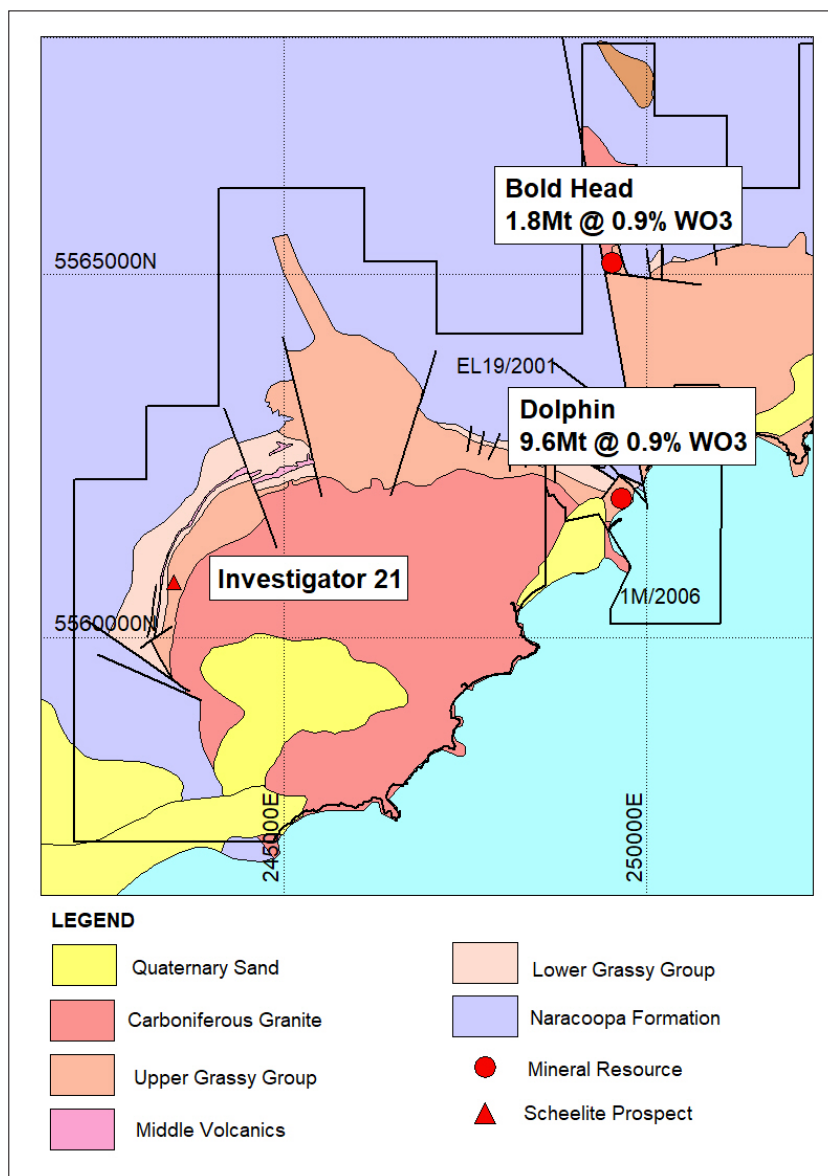 Bold Head
1.8Mt @ 0.9% WO3
5565000N
EL19/2001
Dolphin
9.6Mt @ 0.9% WO3
Investigator 21
1M/2006
5560000N
245000E
250000E
LEGEND
Quaternary Sand
Carboniferous Granite
Upper Grassy Group
Middle Volcanics
Lower Grassy Group
Naracoopa Formation
Mineral Resource
Scheelite Prospect